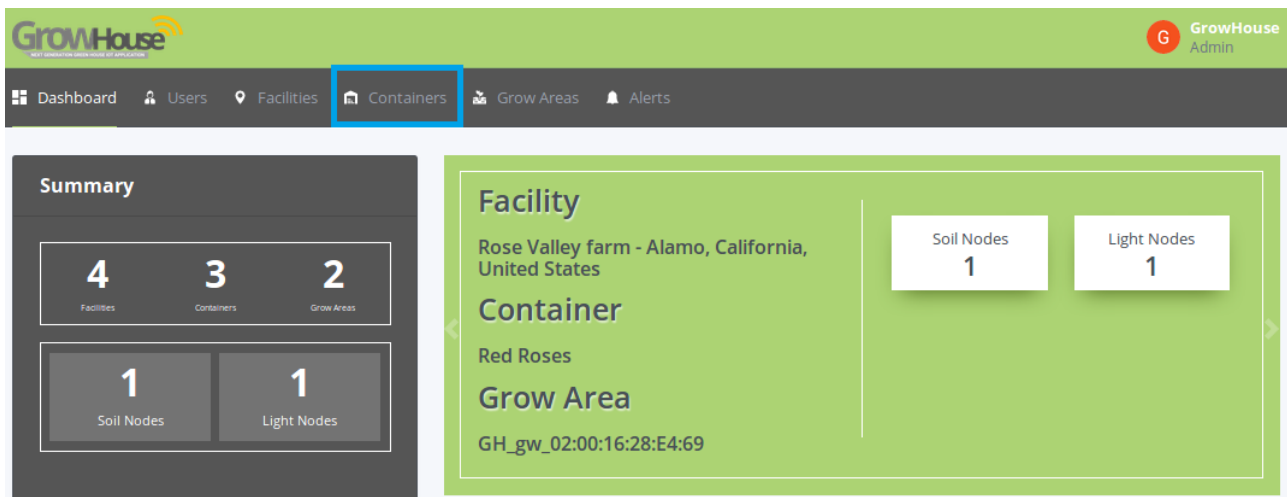 GrowHouse
NEXT GENERATION GREEN HOUSE IOT APPLICATION
G
GrowHouse
Admin
Dashboard Users Facilities Containers Grow Areas Alerts
Summary
4 3 2
Facilities Containers Grow Areas
1 1
Soil Nodes Light Nodes
Facility
Rose Valley farm - Alamo, California,
United States
Container
Red Roses
Grow Area
GH_gw_02:00:16:28:E4:69
Soil Nodes Light Nodes
1 1